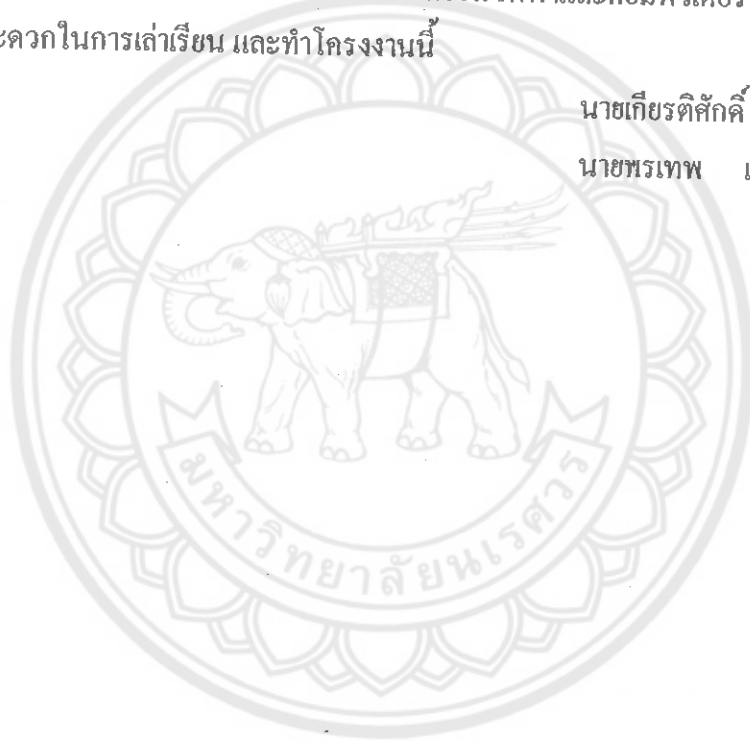 ะดวกในการเล่าเรียน และทำโครงงานนี้
นายเกียรติศักดิ์
นายพรเทพ
มหาวิทยาลัยนเรศวร